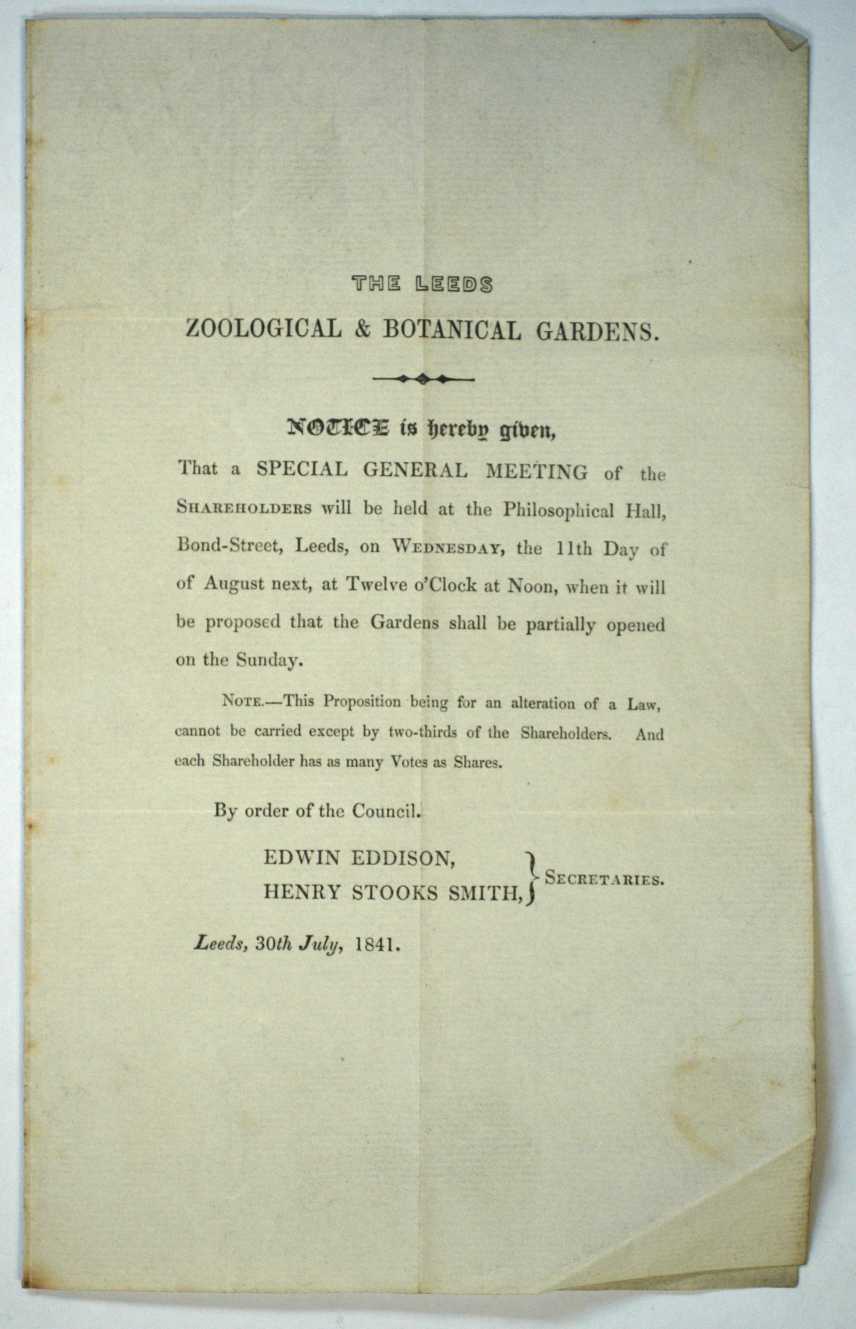 THE LEEDS
ZOOLOGICAL & BOTANICAL GARDENS.
NOTICE is hereby given,
That a SPECIAL GENERAL MEETING of the
SHAREHOLDERS will be held at the Philosophical Hall,
Bond-Street, Leeds, on WEDNESDAY, the 11th Day of
of August next, at Twelve o'Clock at Noon, when it will
be proposed that the Gardens shall be partially opened
on the Sunday.
NOTE.—This Proposition being for an alteration of a Law,
cannot be carried except by two-thirds of the Shareholders. And
each Shareholder has as many Votes as Shares.
By order of the Council.
EDWIN EDDISON,
HENRY STOOKS SMITH, } SECRETARIES.
Leeds, 30th July, 1841.